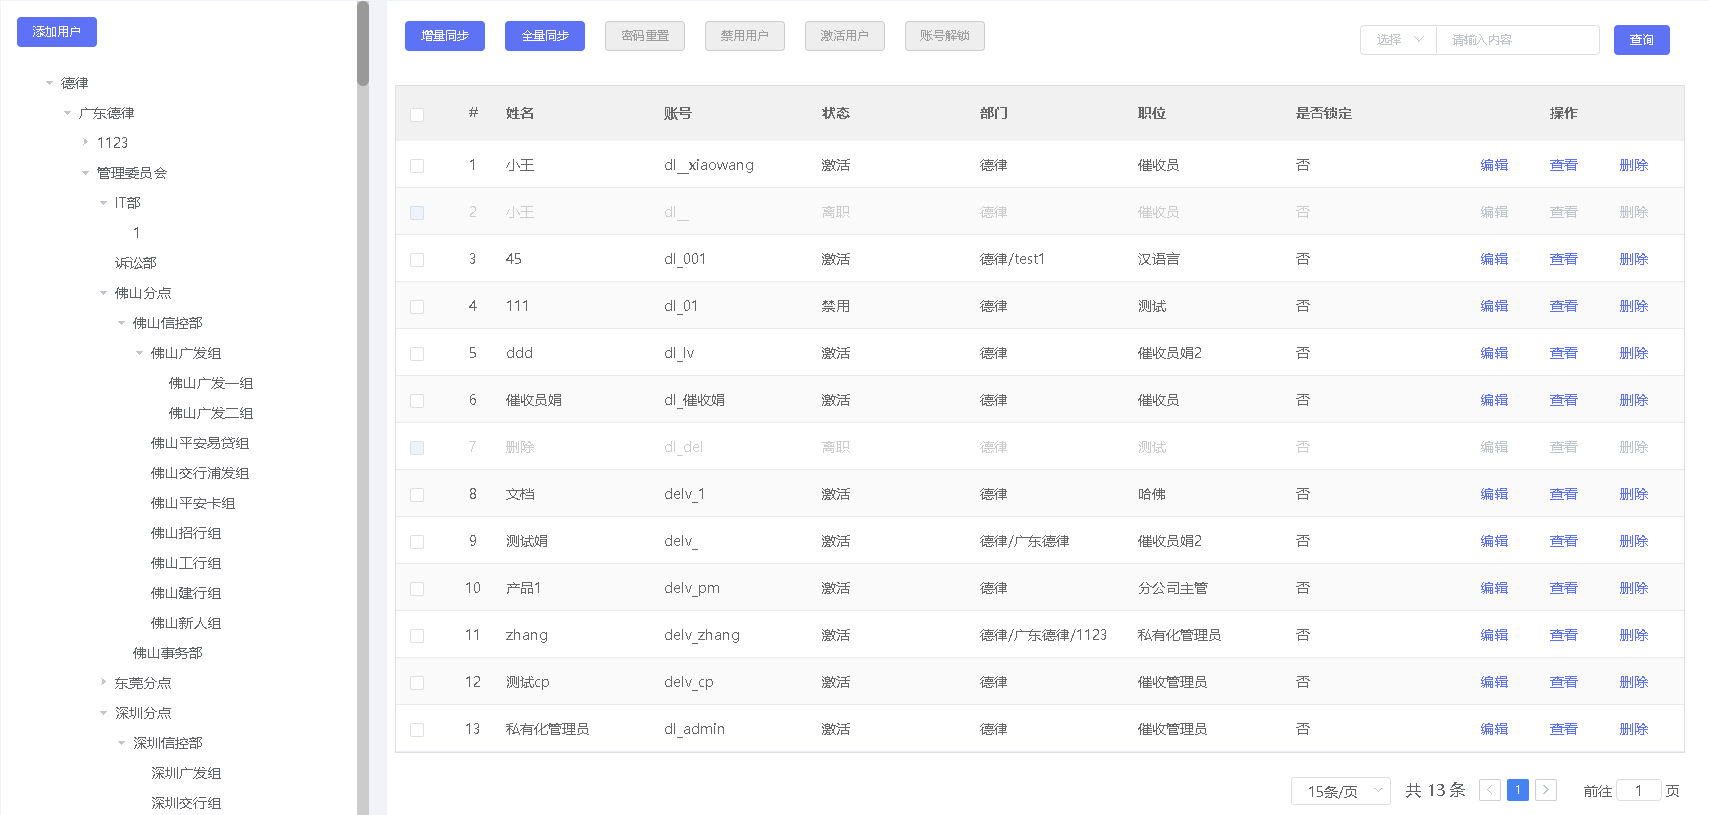 添加用户
德律
广东德律
1123
管理委员会
IT部
1
诉讼部
佛山分点
佛山信控部
佛山广发组
佛山广发一组
佛山广发二组
佛山平安易贷组
佛山交行浦发组
佛山平安卡组
佛山招行组
佛山工行组
佛山建行组
佛山新人组
佛山事务部
东莞分点
深圳分点
深圳信控部
深圳广发组
深圳交行组
增量同步 全量同步 密码重置 禁用用户 激活用户 账号解锁 选择 请输入内容 查询
# 姓名 账号 状态 部门 职位 是否锁定 操作
1 小王 dl__xiaowang 激活 德律 催收员 否 编辑 查看 删除
2 小王 dl__ 离职 德律 催收员 否 编辑 查看 删除
3 45 dl_001 激活 德律/test1 汉语言 否 编辑 查看 删除
4 111 dl_01 禁用 德律 测试 否 编辑 查看 删除
5 ddd dl_lv 激活 德律 催收员娟2 否 编辑 查看 删除
6 催收员娟 dl_催收娟 激活 德律 催收员 否 编辑 查看 删除
7 删除 dl_del 离职 德律 测试 否 编辑 查看 删除
8 文档 delv_1 激活 德律 哈佛 否 编辑 查看 删除
9 测试娟 delv_ 激活 德律/广东德律 催收员娟2 否 编辑 查看 删除
10 产品1 delv_pm 激活 德律 分公司主管 否 编辑 查看 删除
11 zhang delv_zhang 激活 德律/广东德律/1123 私有化管理员 否 编辑 查看 删除
12 测试cp delv_cp 激活 德律 催收管理员 否 编辑 查看 删除
13 私有化管理员 dl_admin 激活 德律 催收管理员 否 编辑 查看 删除
15条/页 共 13 条 1 前往 1 页